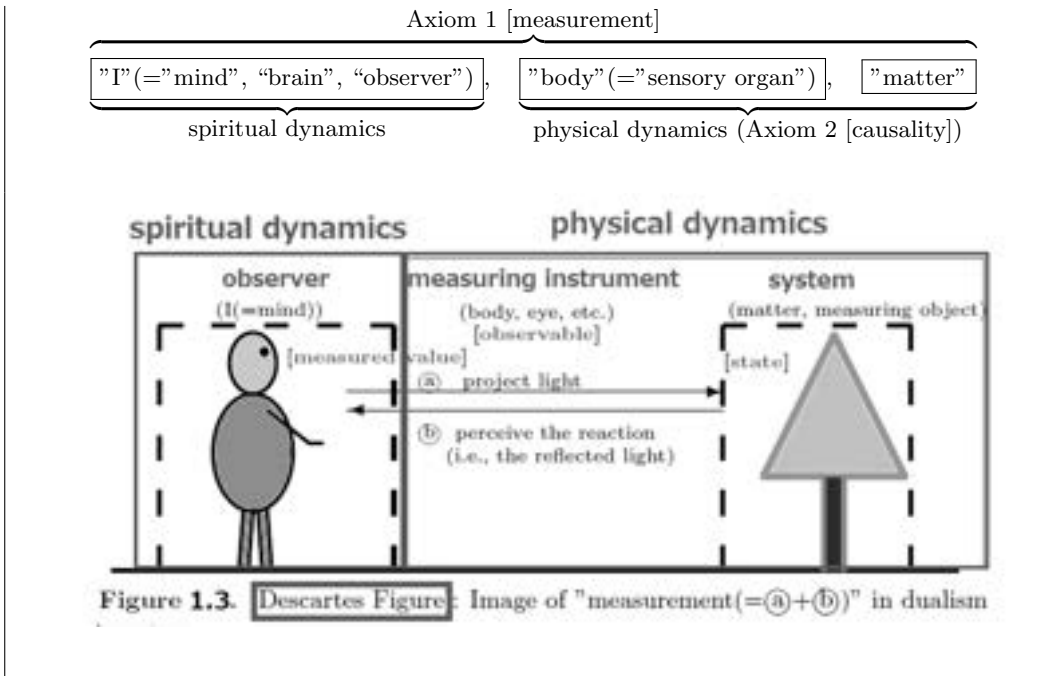 Axiom 1 [measurement]
”I”(=”mind”, “brain”, “observer”) , ”body”(=”sensory organ”) , ”matter”
spiritual dynamics physical dynamics (Axiom 2 [causality])
spiritual dynamics physical dynamics
observer measuring instrument system
(I(=mind)) (body, eye, etc.) (matter, measuring object)
[observable]
[measured value] [state]
ⓐ project light
ⓑ perceive the reaction
(i.e., the reflected light)
Figure 1.3. Descartes Figure: Image of ”measurement(=ⓐ+ⓑ)” in dualism